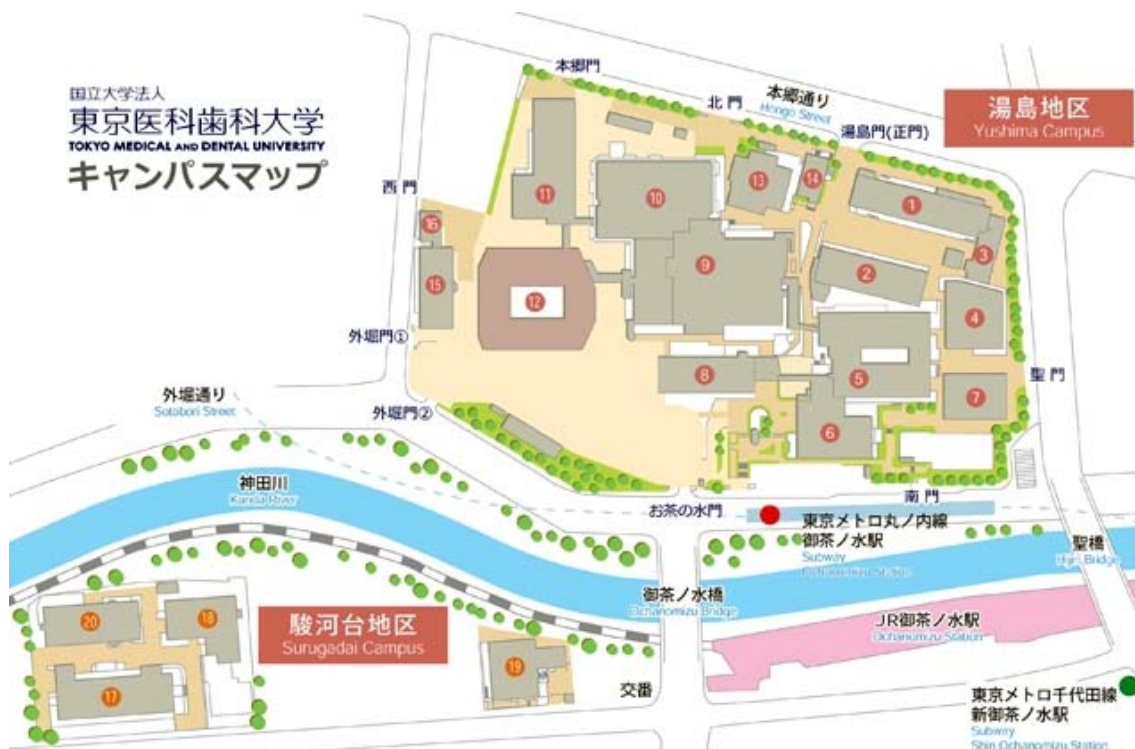 国立大学法人
東京医科歯科大学
TOKYO MEDICAL AND DENTAL UNIVERSITY
キャンパスマップ
本郷門
北門
本郷通り
Hongo Street
湯島門(正門)
湯島地区
Yushima Campus
西門
11
10
13
14
1
16
15
12
9
2
3
4
外堀門①
8
5
7
聖門
6
外堀通り
Sotobori Street
外堀門②
神田川
Kanda River
お茶の水門
南門
東京メトロ丸ノ内線
御茶ノ水駅
Subway
聖橋
Bridge
御茶ノ水橋
Ochanomizu Bridge
JR御茶ノ水駅
Ochanomizu Station
20
18
駿河台地区
Surugadai Campus
19
17
交番
東京メトロ千代田線
新御茶ノ水駅
Subway
Shin Ochanomizu Station